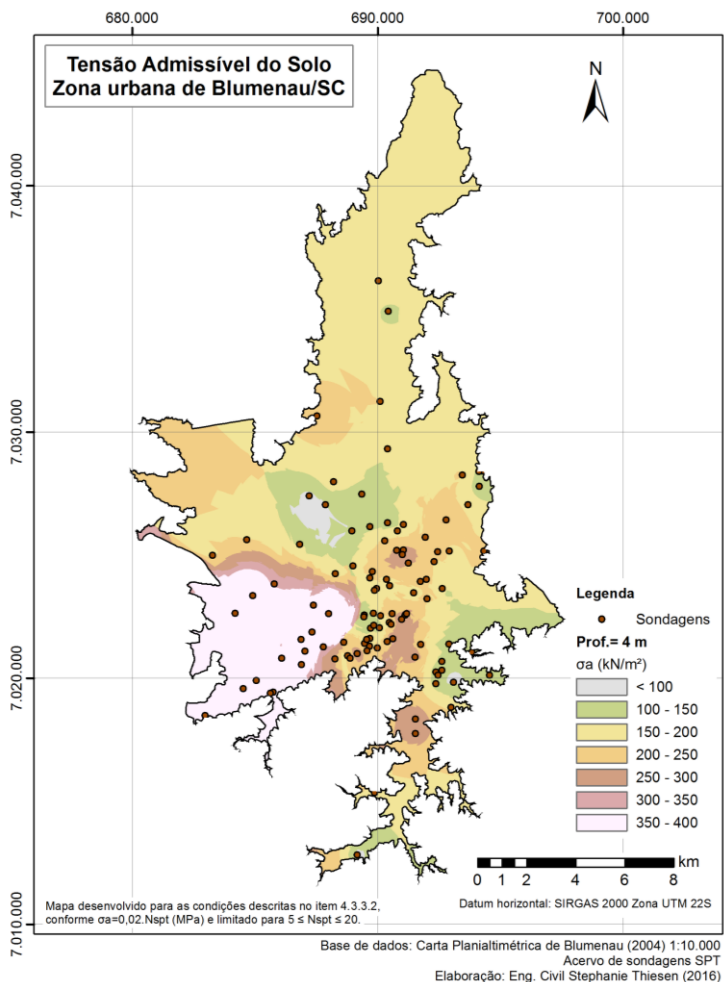 680.000 690.000 700.000
Tensão Admissível do Solo
Zona urbana de Blumenau/SC
N
7.040.000
7.030.000
7.020.000
7.010.000
Legenda
Sondagens
Prof.= 4 m
σa (kN/m²)
< 100
100 - 150
150 - 200
200 - 250
250 - 300
300 - 350
350 - 400
km
0 1 2 4 6 8
Mapa desenvolvido para as condições descritas no item 4.3.3.2,
conforme σa=0,02.Nspt (MPa) e limitado para 5 ≤ Nspt ≤ 20.
Datum horizontal: SIRGAS 2000 Zona UTM 22S
Base de dados: Carta Planialtimétrica de Blumenau (2004) 1:10.000
Acervo de sondagens SPT
Elaboração: Eng. Civil Stephanie Thiesen (2016)